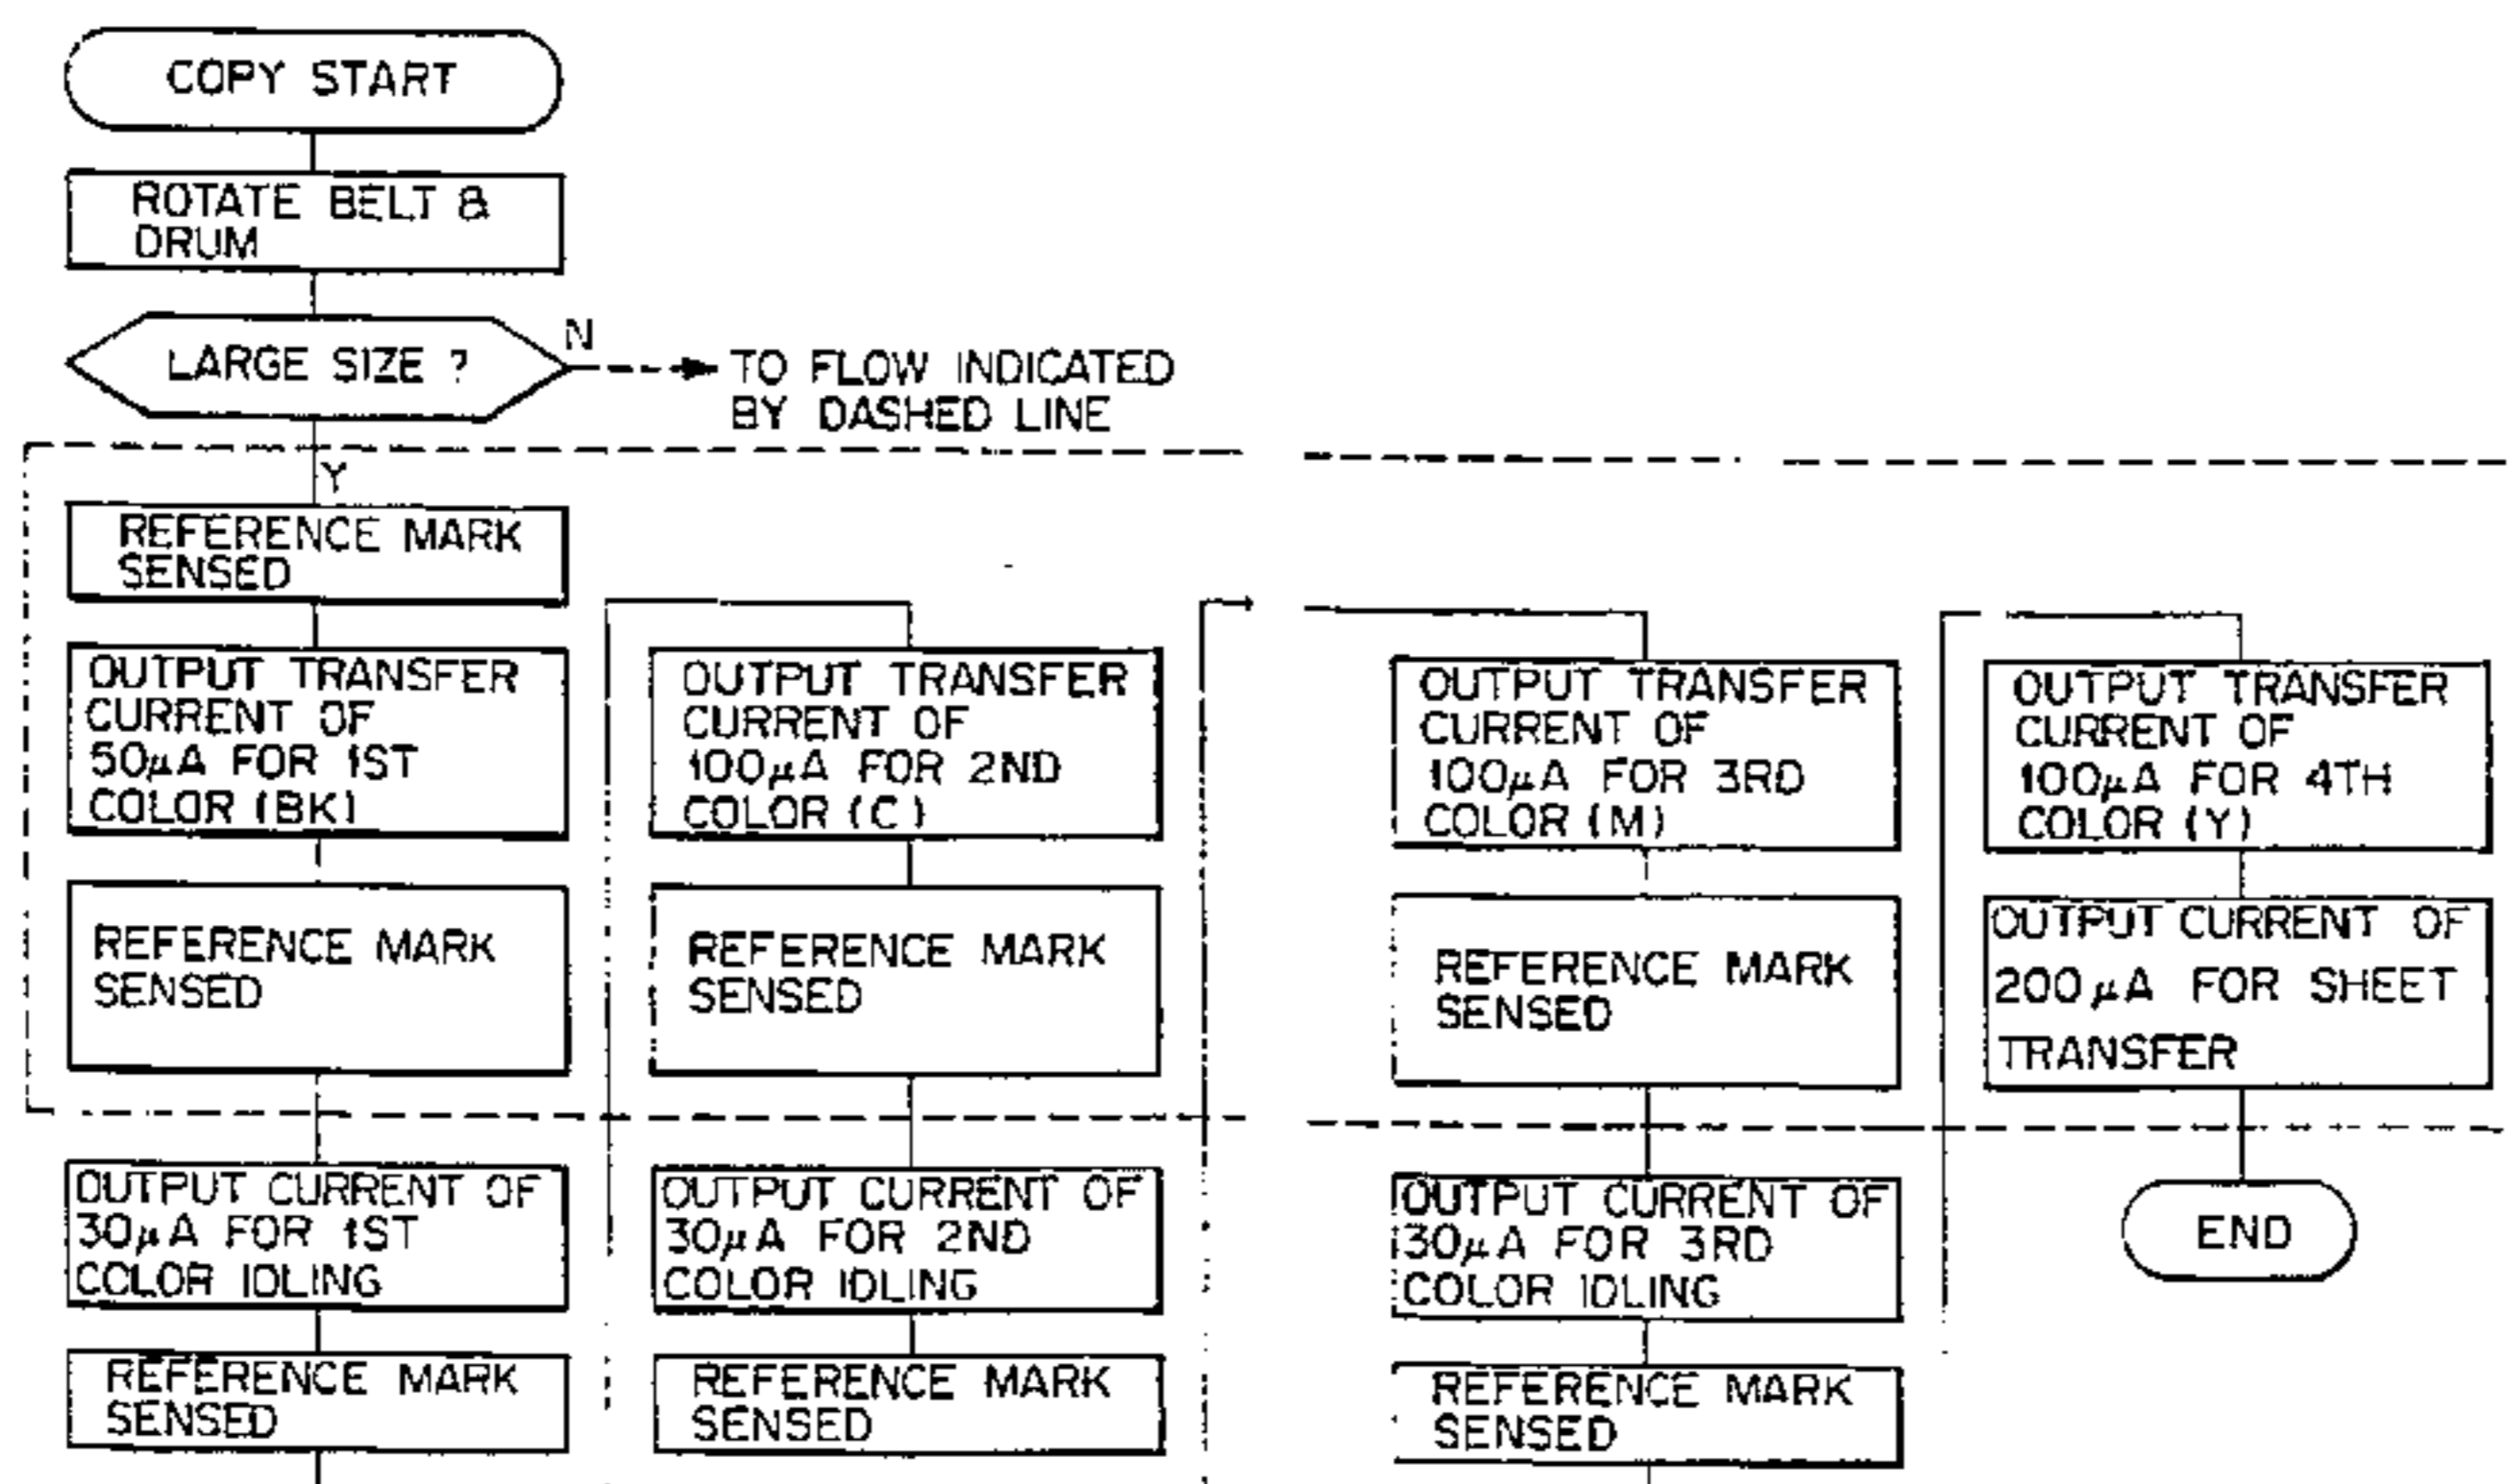 COPY START
ROTATE BELT &
DRUM
LARGE SIZE ?
N
TO FLOW INDICATED
BY DASHED LINE
Y
REFERENCE MARK
SENSED
OUTPUT TRANSFER
CURRENT OF
50μA FOR 1ST
COLOR (BK)
REFERENCE MARK
SENSED
OUTPUT CURRENT OF
30μA FOR 1ST
COLOR IDLING
REFERENCE MARK
SENSED
OUTPUT TRANSFER
CURRENT OF
100μA FOR 2ND
COLOR (C)
REFERENCE MARK
SENSED
OUTPUT CURRENT OF
30μA FOR 2ND
COLOR IDLING
REFERENCE MARK
SENSED
OUTPUT TRANSFER
CURRENT OF
100μA FOR 3RD
COLOR (M)
REFERENCE MARK
SENSED
OUTPUT CURRENT OF
30μA FOR 3RD
COLOR IDLING
REFERENCE MARK
SENSED
OUTPUT TRANSFER
CURRENT OF
100μA FOR 4TH
COLOR (Y)
OUTPUT CURRENT OF
200μA FOR SHEET
TRANSFER
END